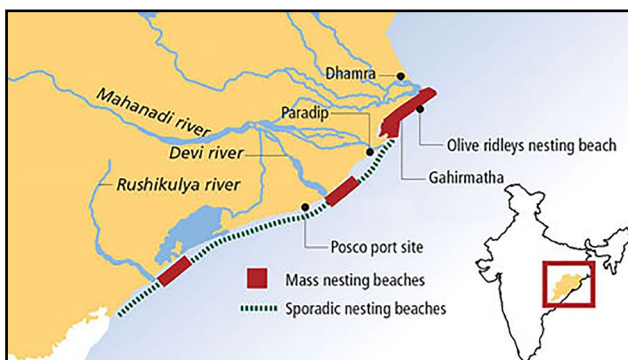 Dhamra
Mahanadi river
Paradip
Devi river
Olive ridleys nesting beach
Rushikulya river
Gahirmatha
Posco port site
Mass nesting beaches
Sporadic nesting beaches